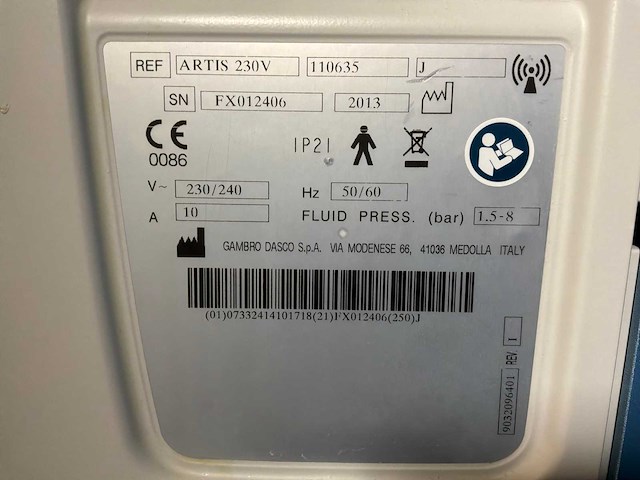 REF ARTIS 230V 110635 J
SN FX012406 2013
CE
0086
IP21
V~ 230/240 Hz 50/60
A 10 FLUID PRESS. (bar) 1.5-8
GAMBRO DASCO S.p.A. VIA MODENESE 66, 41036 MEDOLLA ITALY
(01)07332414101718(21)FX012406(250)J
9032096401 REV I